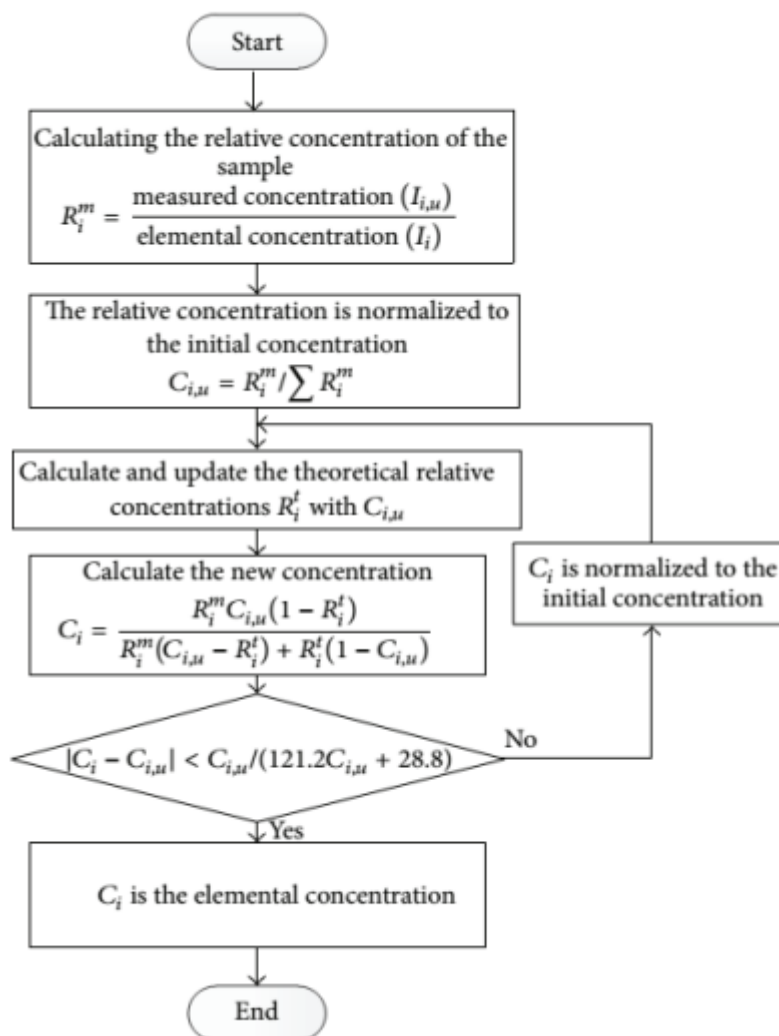 Start
Calculating the relative concentration of the
sample
R_i^m = measured concentration (I_{i,u}) / elemental concentration (I_i)
The relative concentration is normalized to
the initial concentration
C_{i,u} = R_i^m/∑ R_i^m
Calculate and update the theoretical relative
concentrations R_i^t with C_{i,u}
Calculate the new concentration
C_i = R_i^m C_{i,u}(1 − R_i^t) / R_i^m(C_{i,u} − R_i^t) + R_i^t(1 − C_{i,u})
C_i is normalized to the
initial concentration
|C_i − C_{i,u}| < C_{i,u}/(121.2C_{i,u} + 28.8)
No
Yes
C_i is the elemental concentration
End